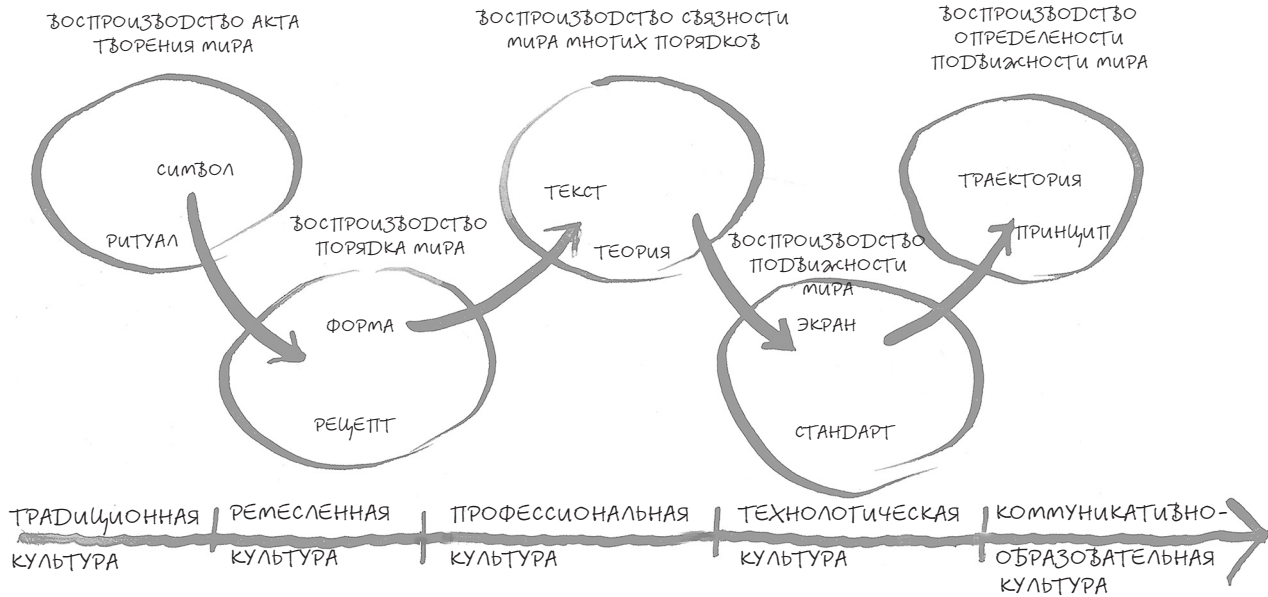 ВОСПРОИЗВОДСТВО АКТА
ТВОРЕНИЯ МИРА
СИМВОЛ
РИТУАЛ
ВОСПРОИЗВОДСТВО
ПОРЯДКА МИРА
ФОРМА
РЕЦЕПТ
ВОСПРОИЗВОДСТВО СВЯЗНОСТИ
МИРА МНОГИХ ПОРЯДКОВ
ТЕКСТ
ТЕОРИЯ
ВОСПРОИЗВОДСТВО
ПОДВИЖНОСТИ
МИРА
ЭКРАН
СТАНДАРТ
ВОСПРОИЗВОДСТВО
ОПРЕДЕЛЕНОСТИ
ПОДВИЖНОСТИ МИРА
ТРАЕКТОРИЯ
ПРИНЦИП
ТРАДИЦИОННАЯ
КУЛЬТУРА
РЕМЕСЛЕННАЯ
КУЛЬТУРА
ПРОФЕССИОНАЛЬНАЯ
КУЛЬТУРА
ТЕХНОЛОГИЧЕСКАЯ
КУЛЬТУРА
КОММУНИКАТИВНО-
ОБРАЗОВАТЕЛЬНАЯ
КУЛЬТУРА